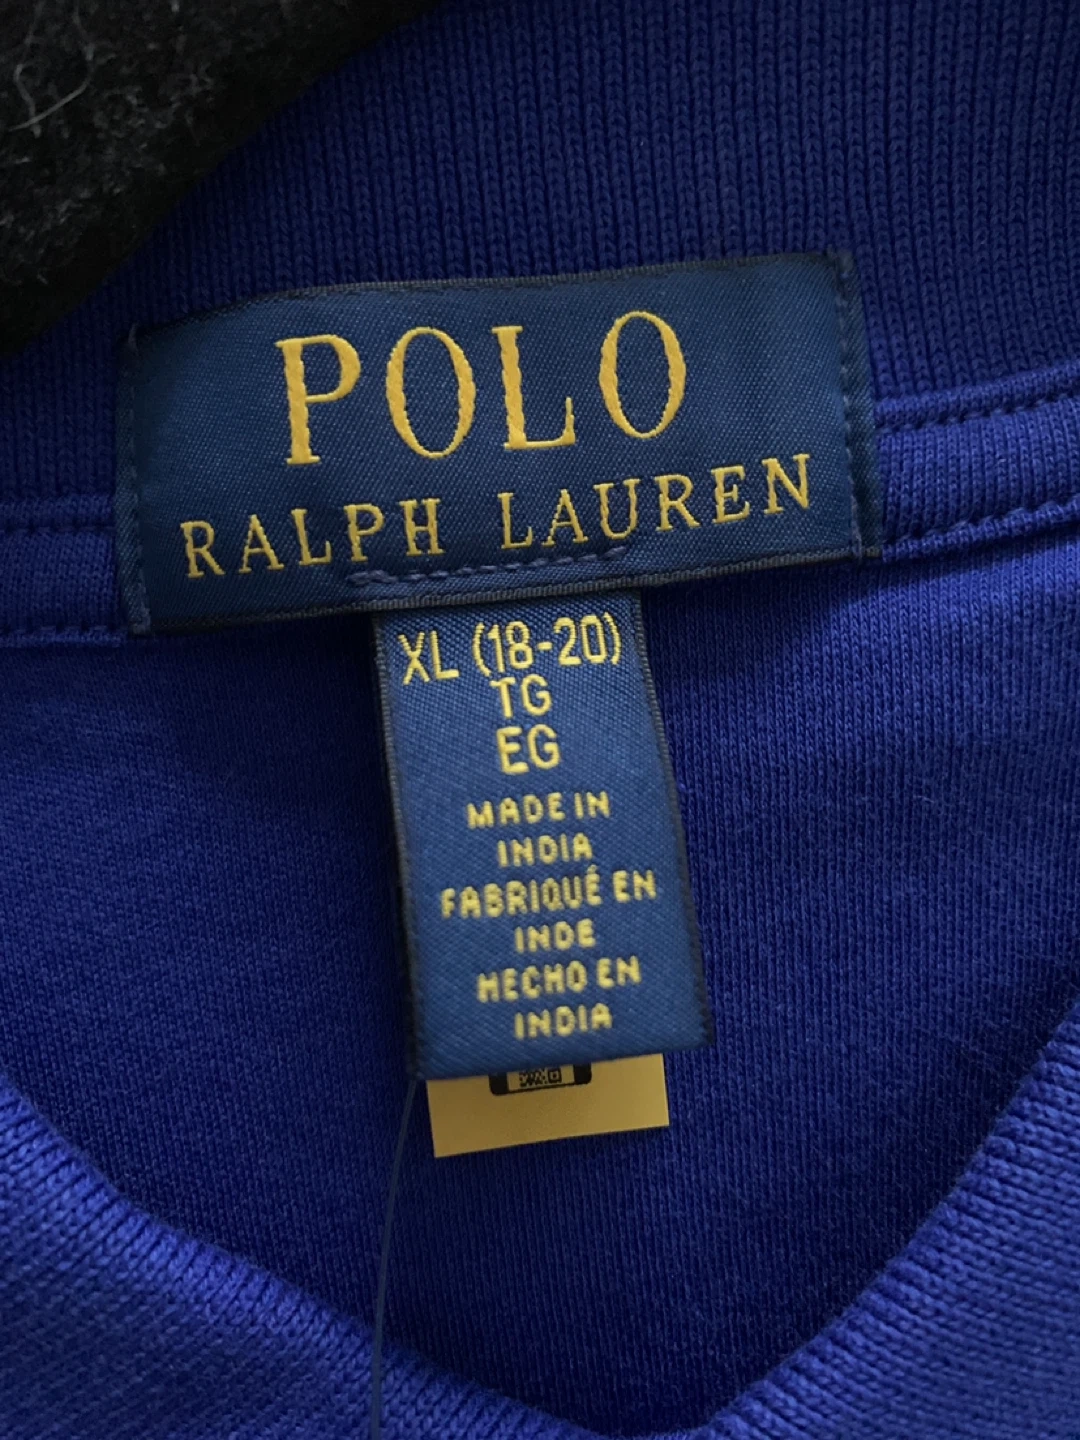 POLO
RALPH LAUREN
XL (18-20)
TG
EG
MADE IN
INDIA
FABRIQUÉ EN
INDE
HECHO EN
INDIA